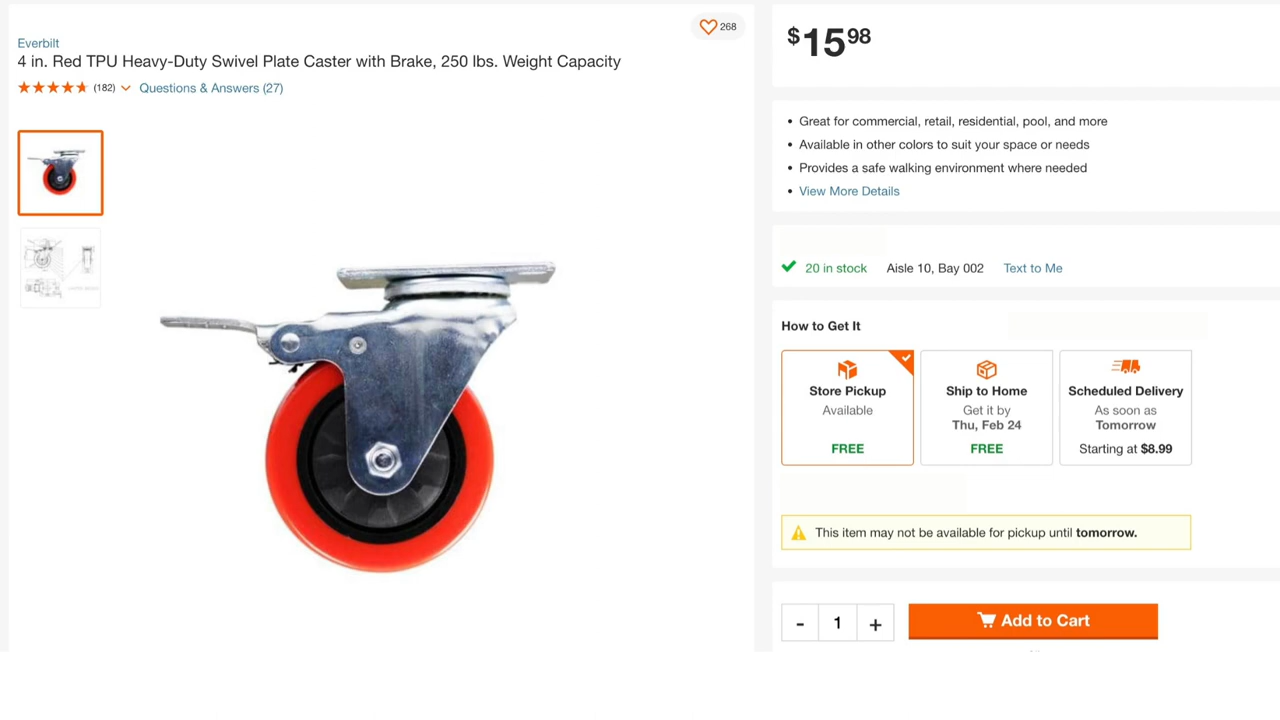 268
Everbilt
4 in. Red TPU Heavy-Duty Swivel Plate Caster with Brake, 250 lbs. Weight Capacity
(182) Questions & Answers (27)
$15 98
• Great for commercial, retail, residential, pool, and more
• Available in other colors to suit your space or needs
• Provides a safe walking environment where needed
• View More Details
20 in stock Aisle 10, Bay 002 Text to Me
How to Get It
Store Pickup
Available
FREE
Ship to Home
Get it by
Thu, Feb 24
FREE
Scheduled Delivery
As soon as
Tomorrow
Starting at $8.99
This item may not be available for pickup until tomorrow.
- 1 + Add to Cart